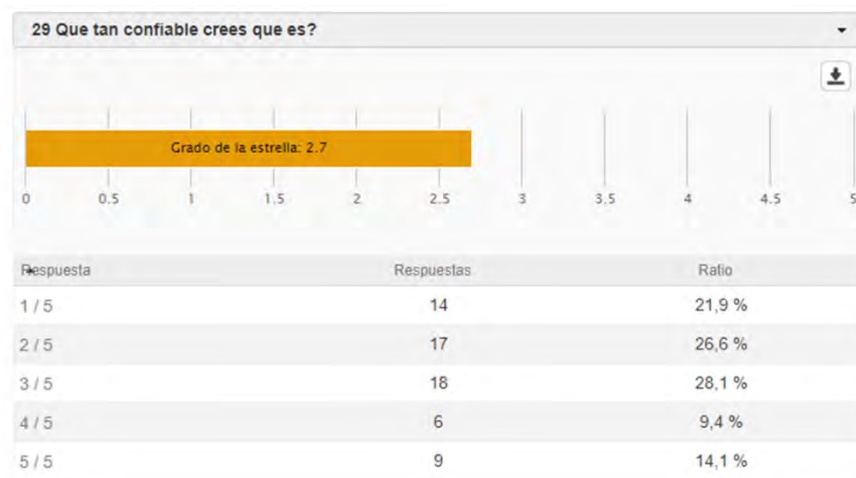 29 Que tan confiable crees que es?
Grado de la estrella: 2.7
0 0.5 1 1.5 2 2.5 3 3.5 4 4.5 5
Respuesta Respuestas Ratio
1 / 5 14 21,9 %
2 / 5 17 26,6 %
3 / 5 18 28,1 %
4 / 5 6 9,4 %
5 / 5 9 14,1 %